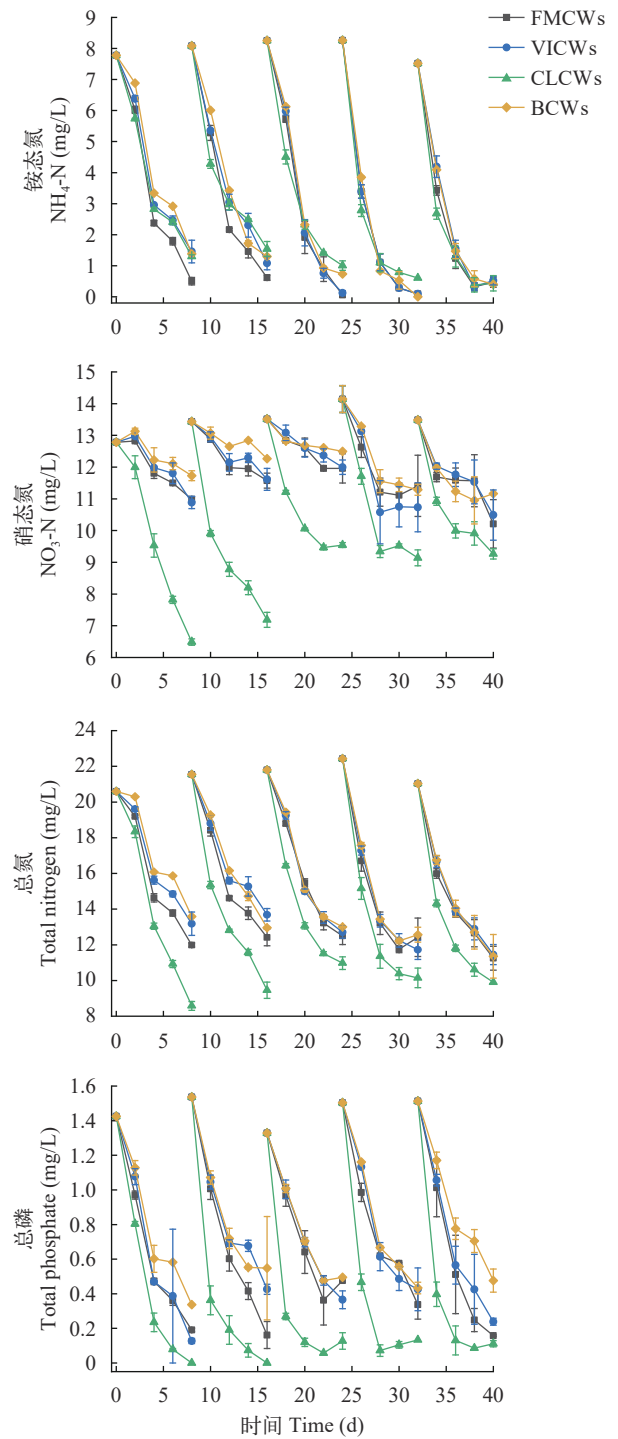 FMCWs
VICWs
CLCWs
BCWs
铵态氮
NH₄-N (mg/L)
9
8
7
6
5
4
3
2
1
0
0 5 10 15 20 25 30 35 40
硝态氮
NO₃-N (mg/L)
15
14
13
12
11
10
9
8
7
6
0 5 10 15 20 25 30 35 40
总氮
Total nitrogen (mg/L)
24
22
20
18
16
14
12
10
8
0 5 10 15 20 25 30 35 40
总磷
Total phosphate (mg/L)
1.6
1.4
1.2
1.0
0.8
0.6
0.4
0.2
0
0 5 10 15 20 25 30 35 40
时间 Time (d)